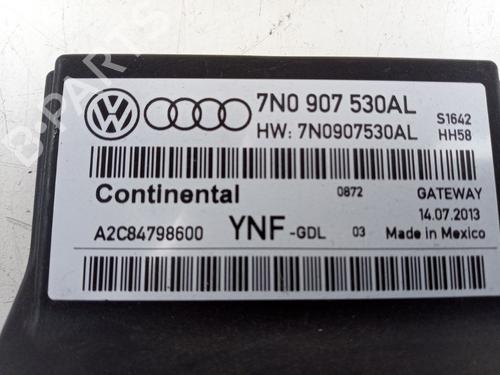 7N0 907 530AL
HW: 7N0907530AL
S1642
HH58
Continental
0872
GATEWAY
14.07.2013
A2C84798600
YNF-GDL
03
Made in Mexico
B-Parts